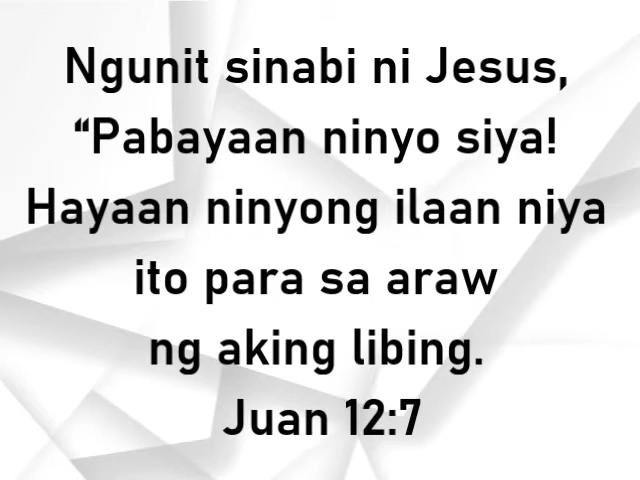 Ngunit sinabi ni Jesus,
“Pabayaan ninyo siya!
Hayaan ninyong ilaan niya
ito para sa araw
ng aking libing.
Juan 12:7